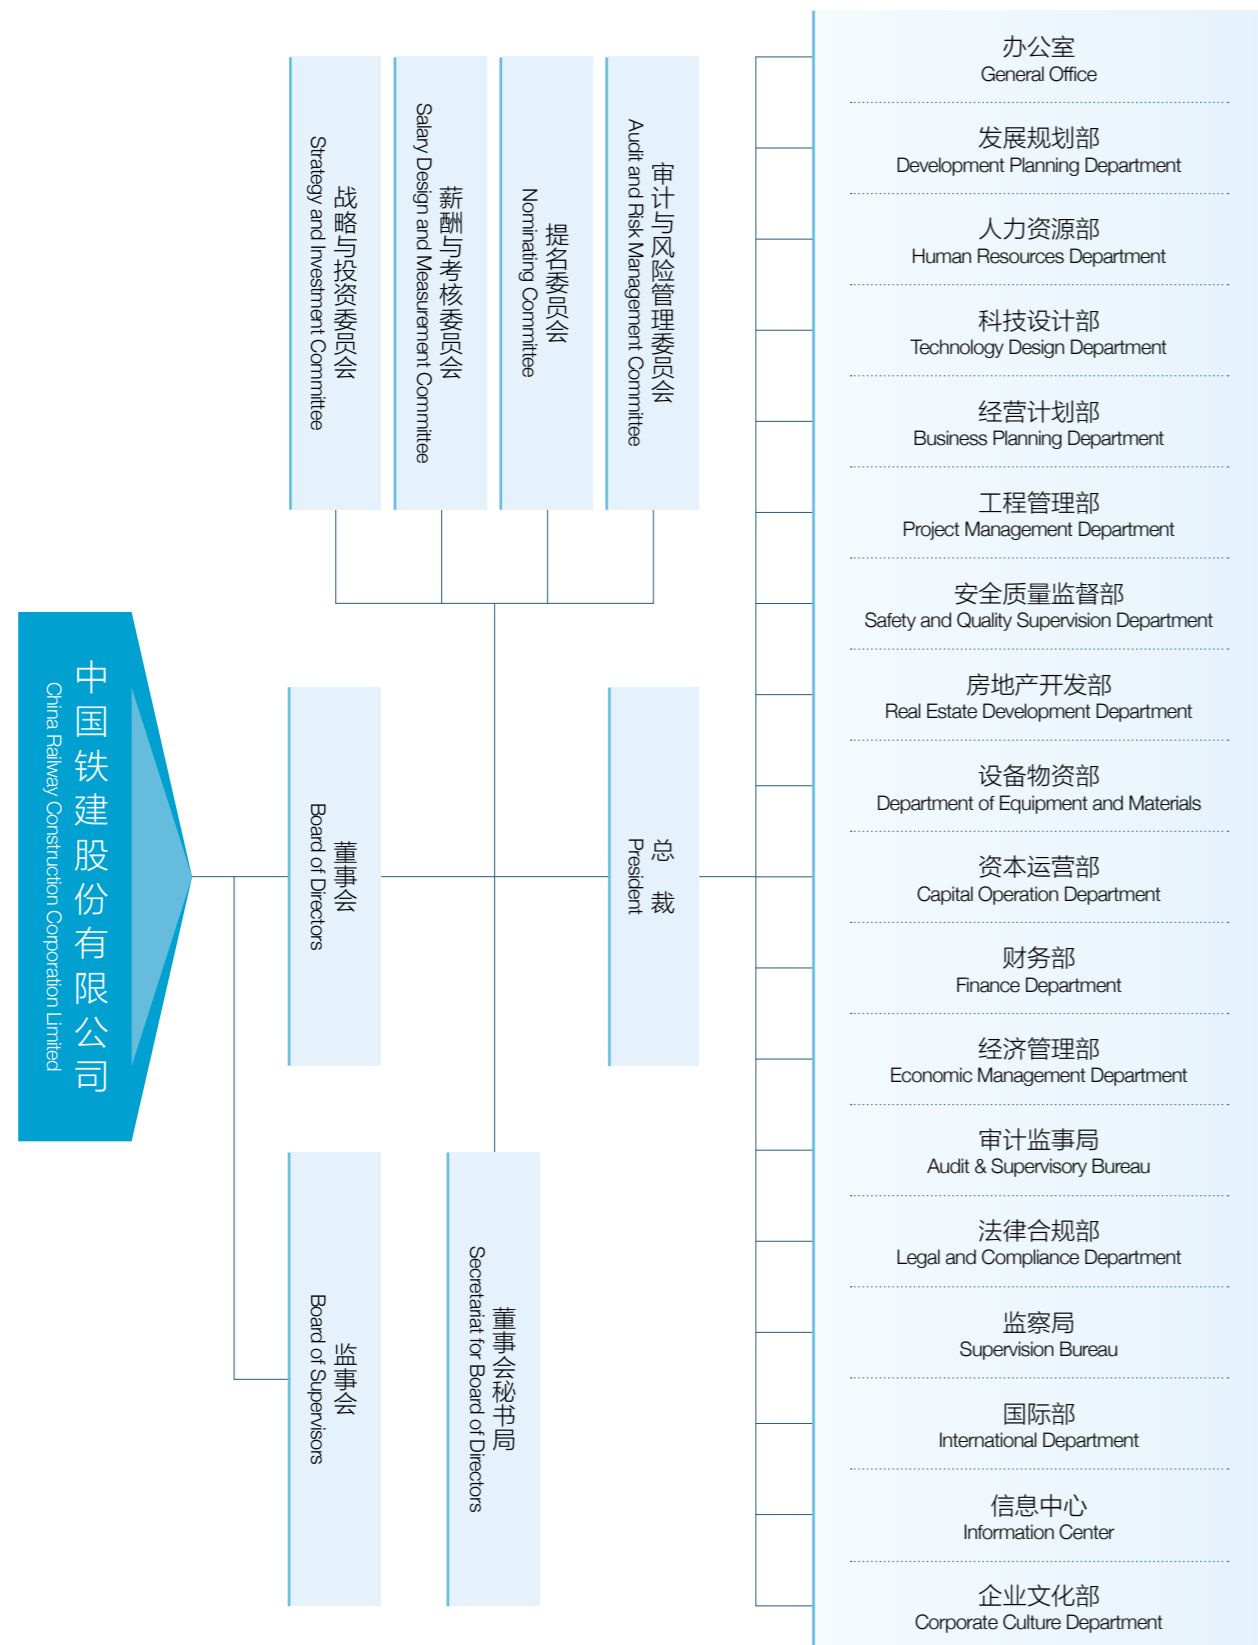 中国铁建股份有限公司
China Railway Construction Corporation Limited
战略与投资委员会
Strategy and Investment Committee
薪酬与考核委员会
Salary Design and Measurement Committee
提名委员会
Nominating Committee
审计与风险管理委员会
Audit and Risk Management Committee
董事会
Board of Directors
总 裁
President
监事会
Board of Supervisors
董事会秘书局
Secretariat for Board of Directors
办公室
General Office
发展规划部
Development Planning Department
人力资源部
Human Resources Department
科技设计部
Technology Design Department
经营计划部
Business Planning Department
工程管理部
Project Management Department
安全质量监督部
Safety and Quality Supervision Department
房地产开发部
Real Estate Development Department
设备物资部
Department of Equipment and Materials
资本运营部
Capital Operation Department
财务部
Finance Department
经济管理部
Economic Management Department
审计监事局
Audit & Supervisory Bureau
法律合规部
Legal and Compliance Department
监察局
Supervision Bureau
国际部
International Department
信息中心
Information Center
企业文化部
Corporate Culture Department